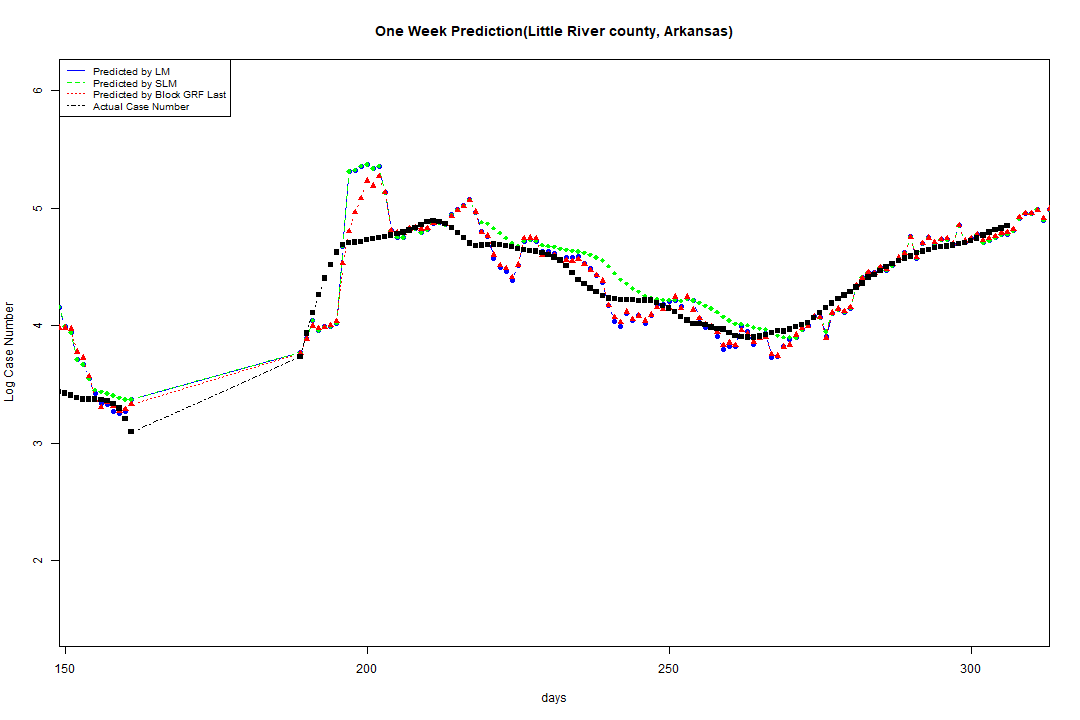 One Week Prediction(Little River county, Arkansas)
Predicted by LM
Predicted by SLM
Predicted by Block GRF Last
Actual Case Number
6
5
4
3
2
Log Case Number
150 200 250 300
days